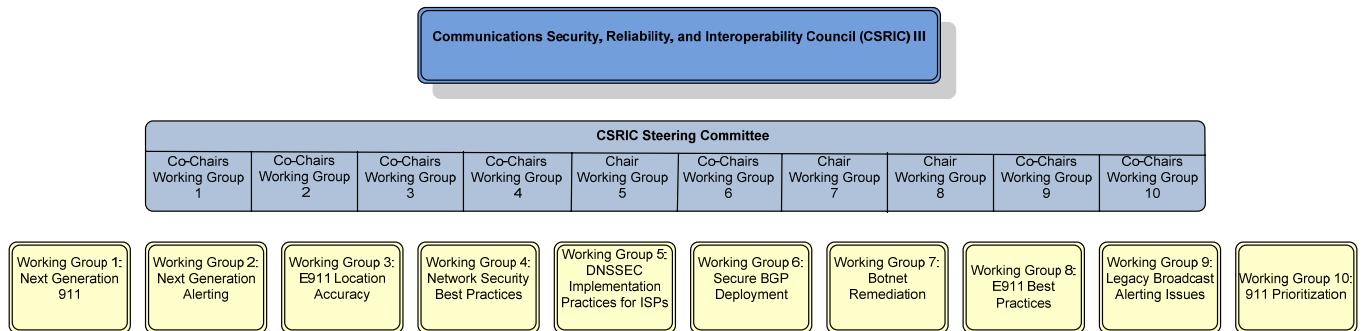 Communications Security, Reliability, and Interoperability Council (CSRIC) III
CSRIC Steering Committee
Co-Chairs
Working Group
1
Co-Chairs
Working Group
2
Co-Chairs
Working Group
3
Co-Chairs
Working Group
4
Chair
Working Group
5
Co-Chairs
Working Group
6
Chair
Working Group
7
Chair
Working Group
8
Co-Chairs
Working Group
9
Co-Chairs
Working Group
10
Working Group 1:
Next Generation
911
Working Group 2:
Next Generation
Alerting
Working Group 3:
E911 Location
Accuracy
Working Group 4:
Network Security
Best Practices
Working Group 5:
DNSSEC
Implementation
Practices for ISPs
Working Group 6:
Secure BGP
Deployment
Working Group 7:
Botnet
Remediation
Working Group 8:
E911 Best
Practices
Working Group 9:
Legacy Broadcast
Alerting Issues
Working Group 10:
911 Prioritization